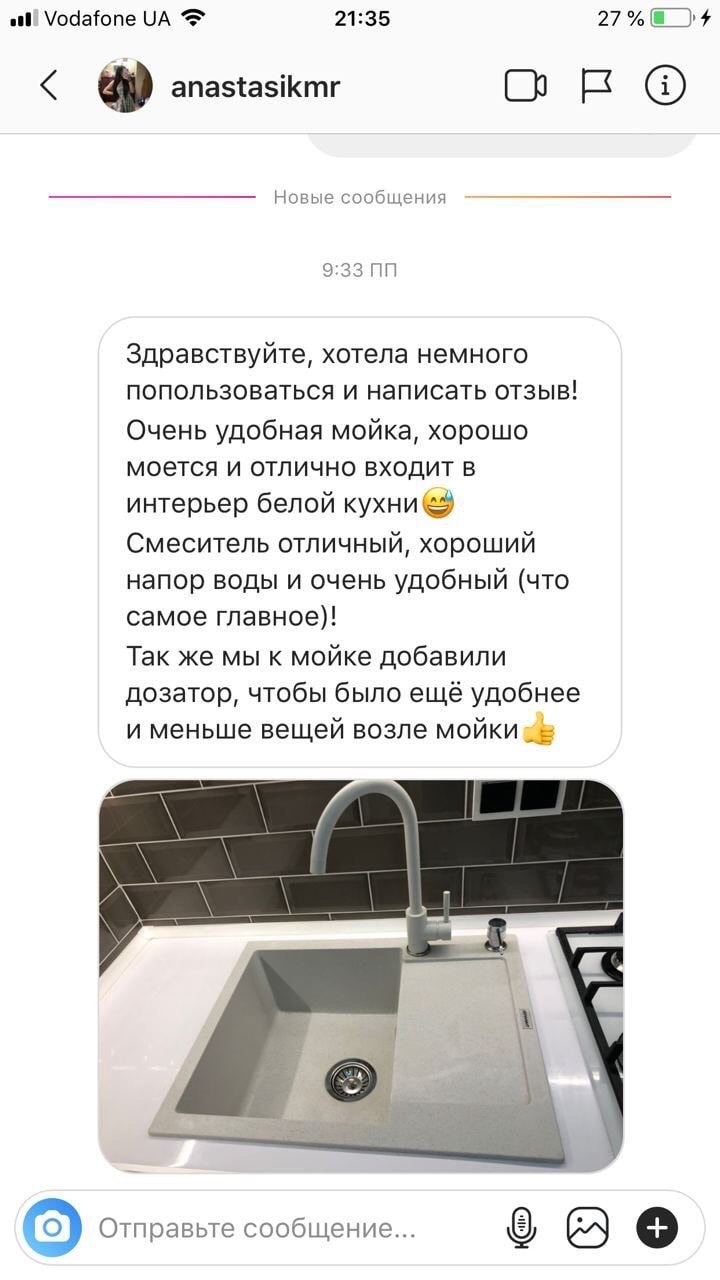 Vodafone UA 21:35 27 %
anastasikmr
Новые сообщения
9:33 ПП
Здравствуйте, хотела немного
попользоваться и написать отзыв!
Очень удобная мойка, хорошо
моется и отлично входит в
интерьер белой кухни😅
Смеситель отличный, хороший
напор воды и очень удобный (что
самое главное)!
Так же мы к мойке добавили
дозатор, чтобы было ещё удобнее
и меньше вещей возле мойки👍
Отправьте сообщение...